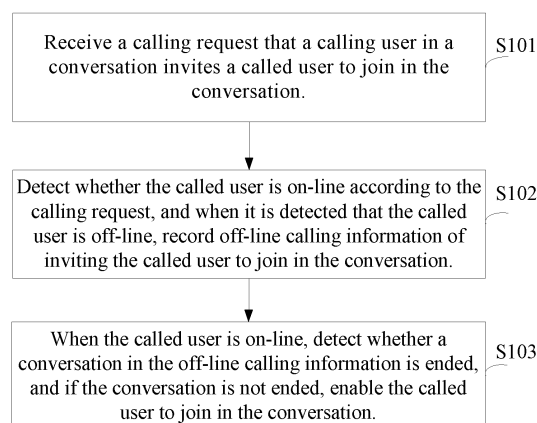 Receive a calling request that a calling user in a
conversation invites a called user to join in the
conversation.
S101
Detect whether the called user is on-line according to the
calling request, and when it is detected that the called
user is off-line, record off-line calling information of
inviting the called user to join in the conversation.
S102
When the called user is on-line, detect whether a
conversation in the off-line calling information is ended,
and if the conversation is not ended, enable the called
user to join in the conversation.
S103